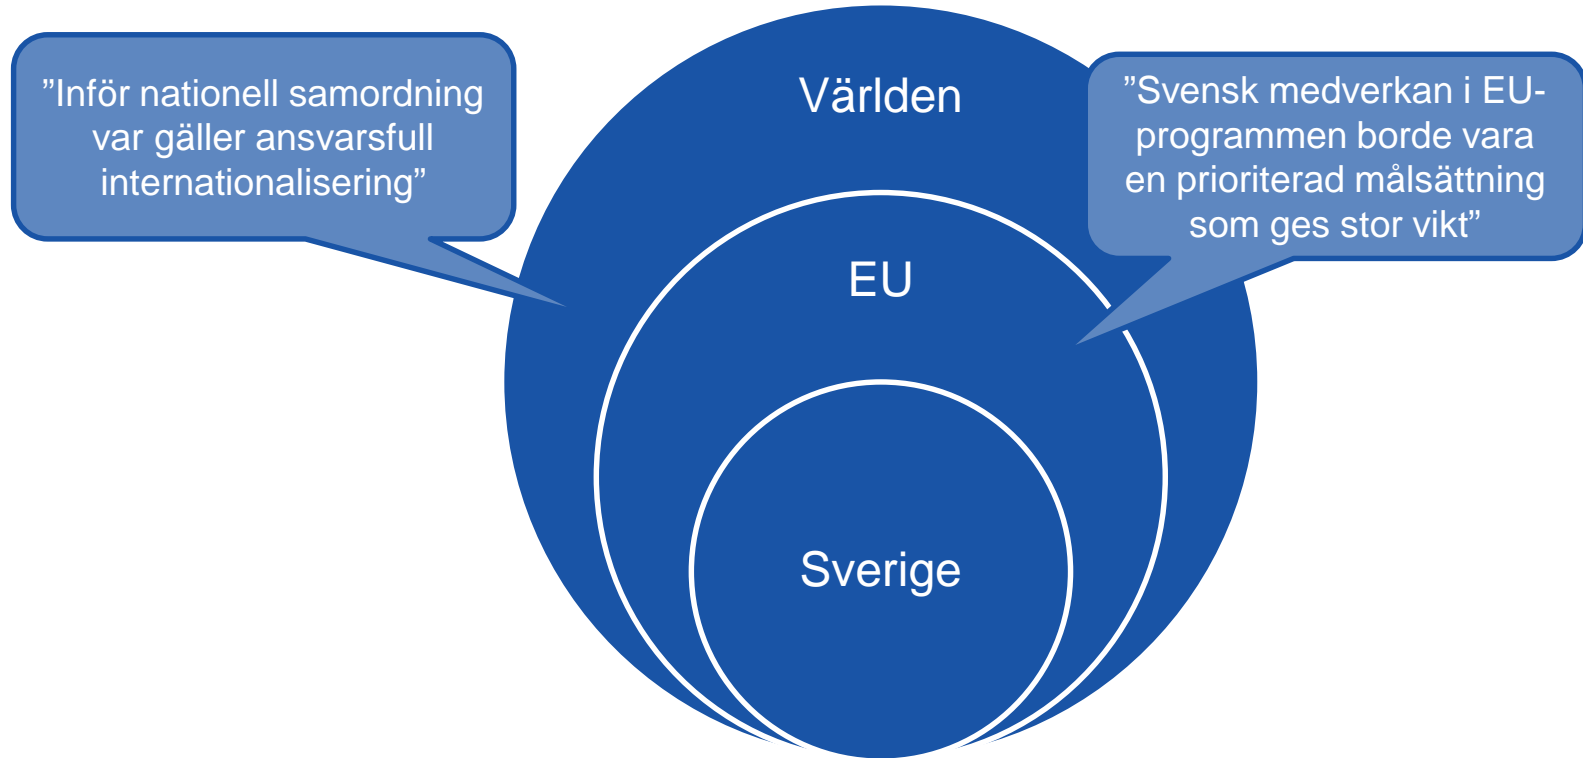 ”Inför nationell samordning
var gäller ansvarsfull
internationalisering”
Världen
”Svensk medverkan i EU-
programmen borde vara
en prioriterad målsättning
som ges stor vikt”
EU
Sverige